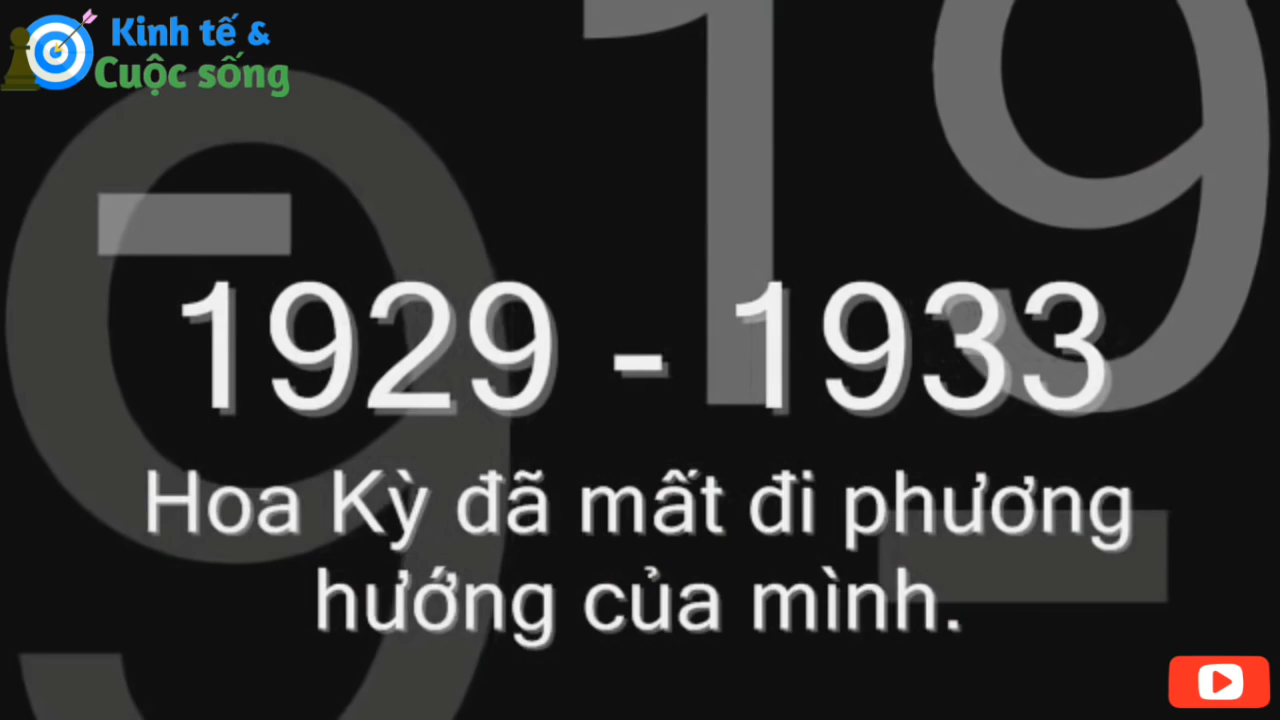 Kinh tế &
Cuộc sống
1929 - 1933
Hoa Kỳ đã mất đi phương
hướng của mình.